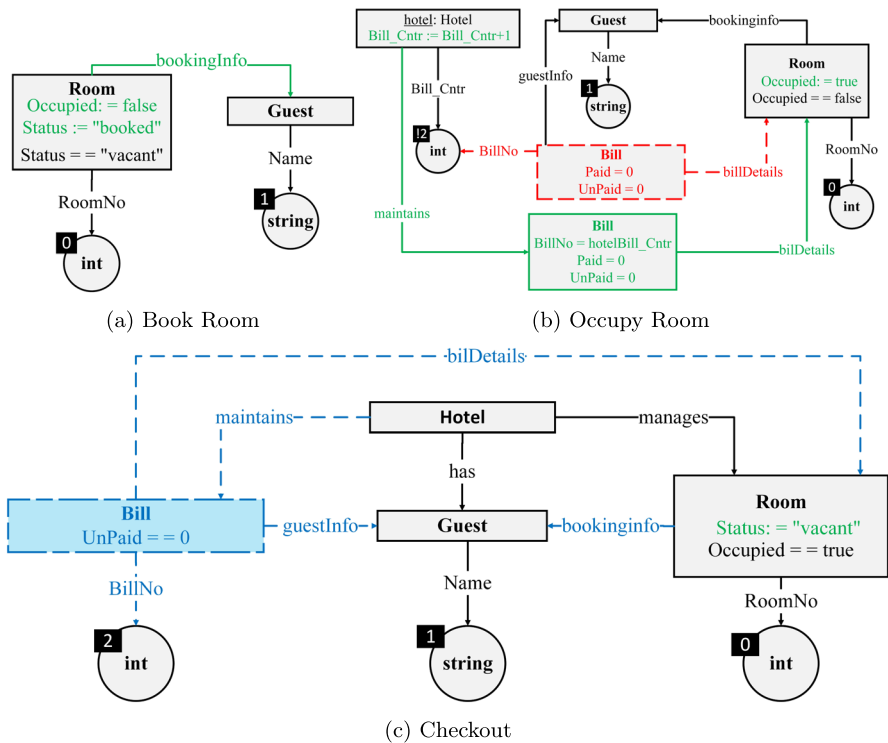 bookingInfo
Room
Occupied: = false
Status := "booked"
Status = = "vacant"
Guest
Name
RoomNo
1
string
0
int
(a) Book Room
hotel: Hotel
Bill_Cntr := Bill_Cntr+1
Guest
bookinginfo
Name
guestInfo
Room
Occupied: = true
Occupied = = false
Bill_Cntr
1
string
!2
int
BillNo
Bill
Paid = 0
UnPaid = 0
billDetails
RoomNo
0
int
maintains
Bill
BillNo = hotelBill_Cntr
Paid = 0
UnPaid = 0
bilDetails
(b) Occupy Room
bilDetails
maintains
Hotel
manages
has
Bill
UnPaid = = 0
guestInfo
Guest
bookinginfo
Room
Status: = "vacant"
Occupied = = true
BillNo
Name
RoomNo
2
int
1
string
0
int
(c) Checkout